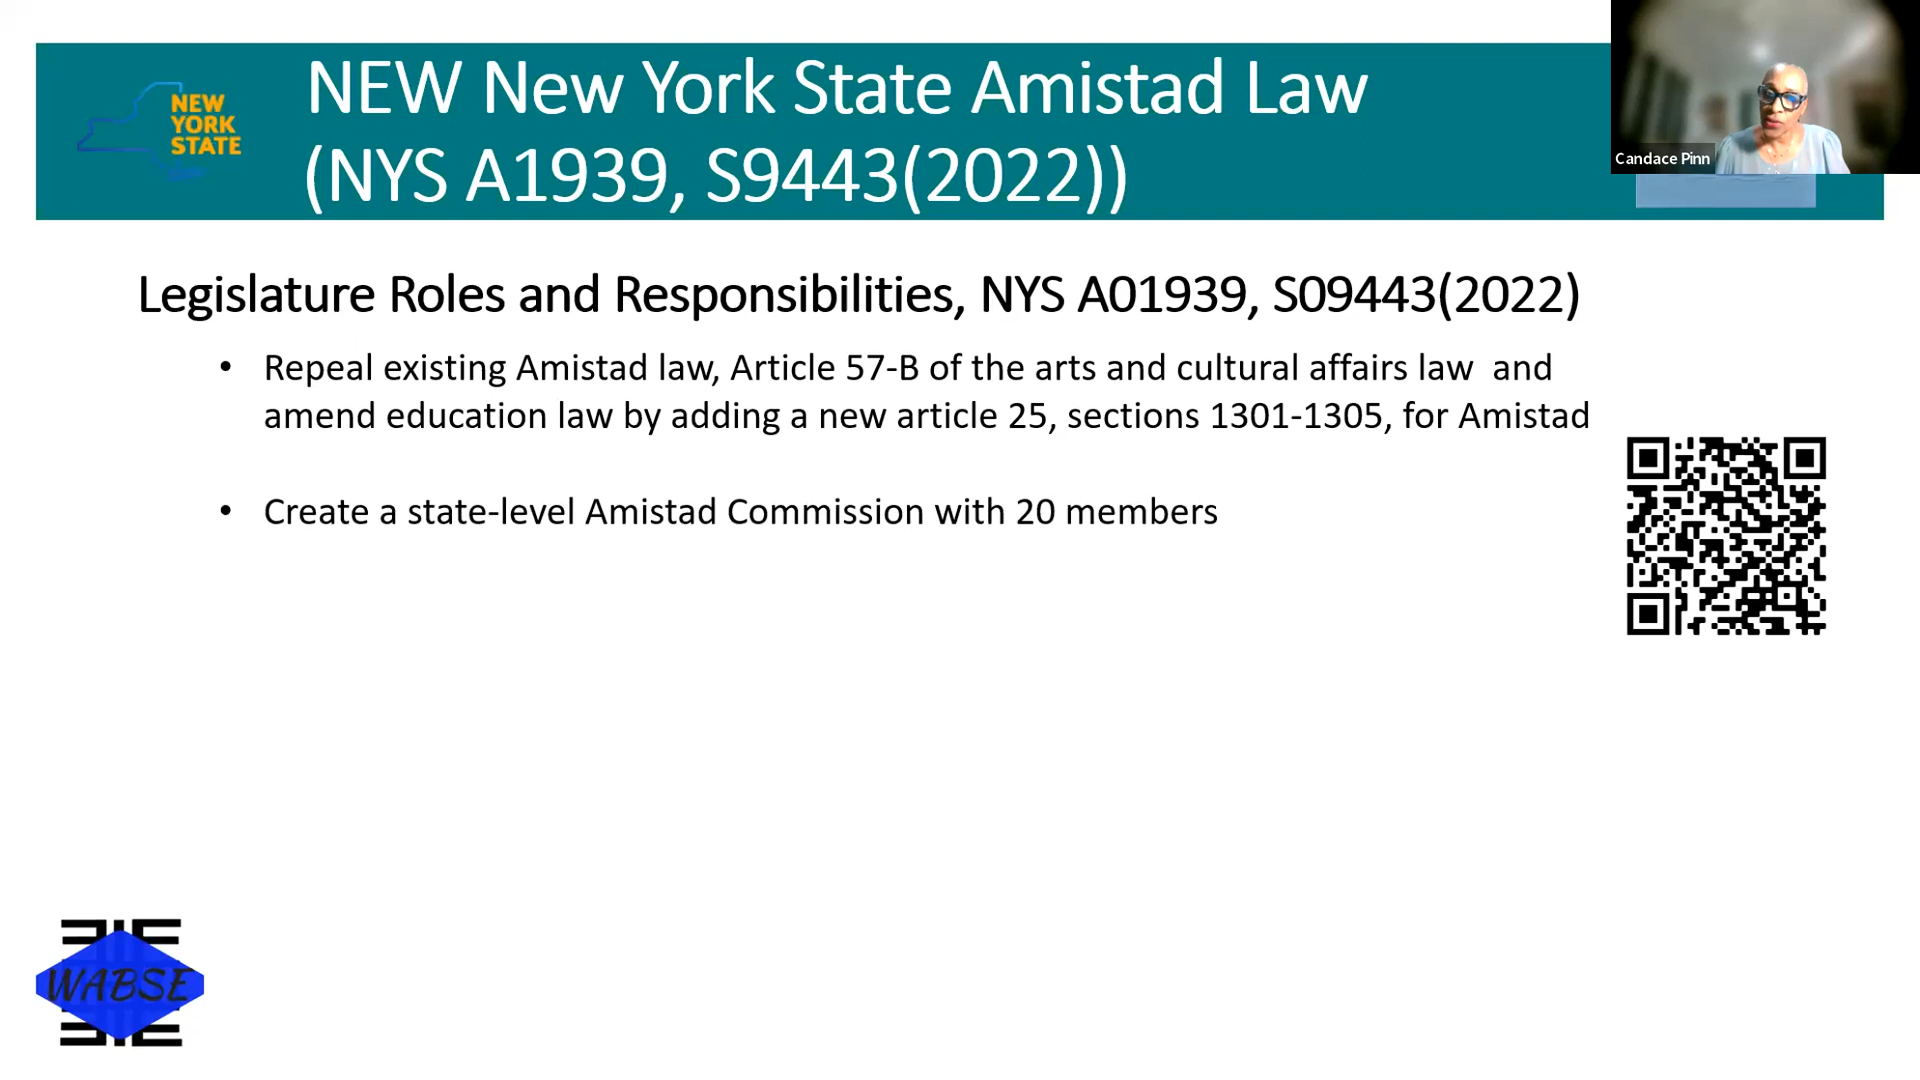 NEW New York State Amistad Law
(NYS A1939, S9443(2022))
NEW
YORK
STATE
Candace Pinn
Legislature Roles and Responsibilities, NYS A01939, S09443(2022)
• Repeal existing Amistad law, Article 57-B of the arts and cultural affairs law  and
amend education law by adding a new article 25, sections 1301-1305, for Amistad
• Create a state-level Amistad Commission with 20 members
WABSE